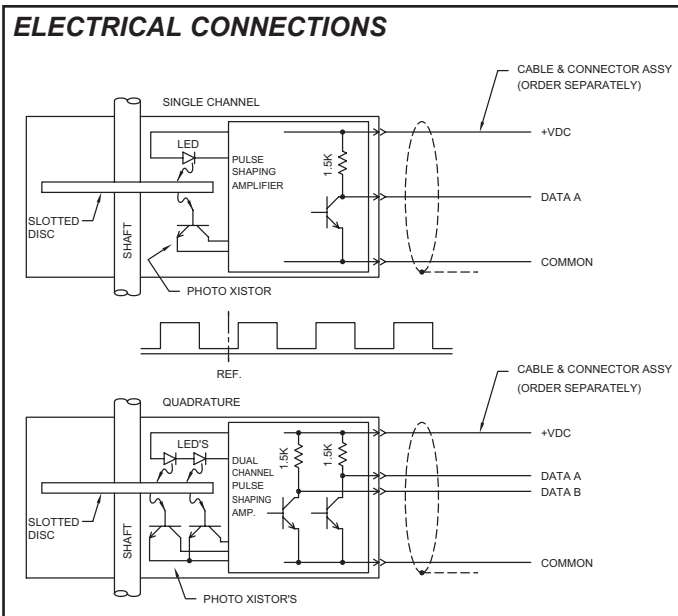 ELECTRICAL CONNECTIONS
CABLE & CONNECTOR ASSY
(ORDER SEPARATELY)
SINGLE CHANNEL
+VDC
LED
PULSE
SHAPING
AMPLIFIER
1.5K
SLOTTED
DISC
SHAFT
DATA A
COMMON
PHOTO XISTOR
REF.
CABLE & CONNECTOR ASSY
(ORDER SEPARATELY)
QUADRATURE
+VDC
LED'S
DUAL
CHANNEL
PULSE
SHAPING
AMP.
1.5K
1.5K
DATA A
DATA B
SLOTTED
DISC
SHAFT
COMMON
PHOTO XISTOR'S